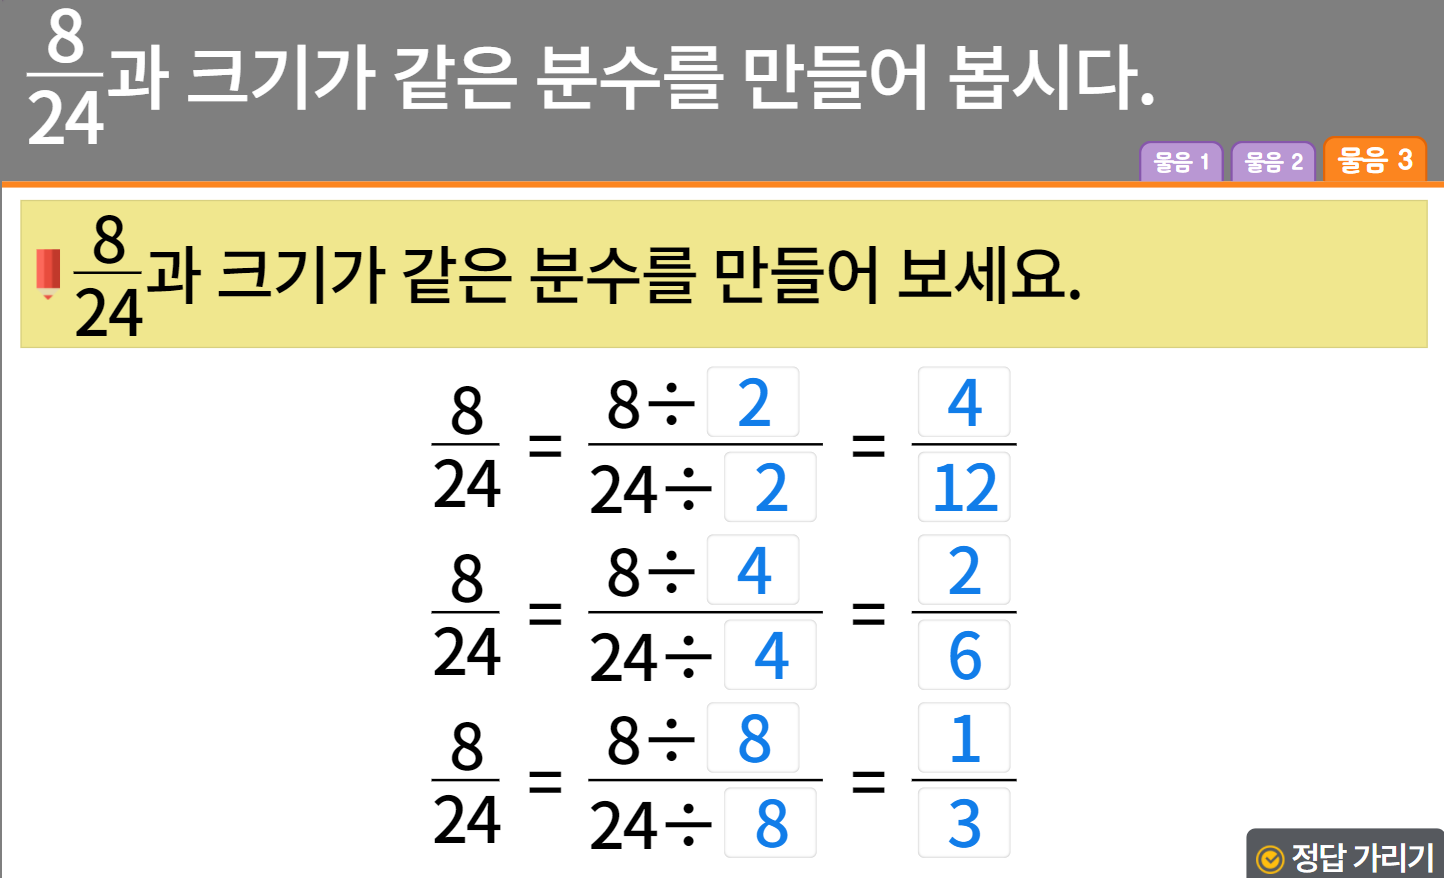 8/24과 크기가 같은 분수를 만들어 봅시다.
물음 1 물음 2 물음 3
8/24과 크기가 같은 분수를 만들어 보세요.
8/24 = (8÷2)/(24÷2) = 4/12
8/24 = (8÷4)/(24÷4) = 2/6
8/24 = (8÷8)/(24÷8) = 1/3
정답 가리기